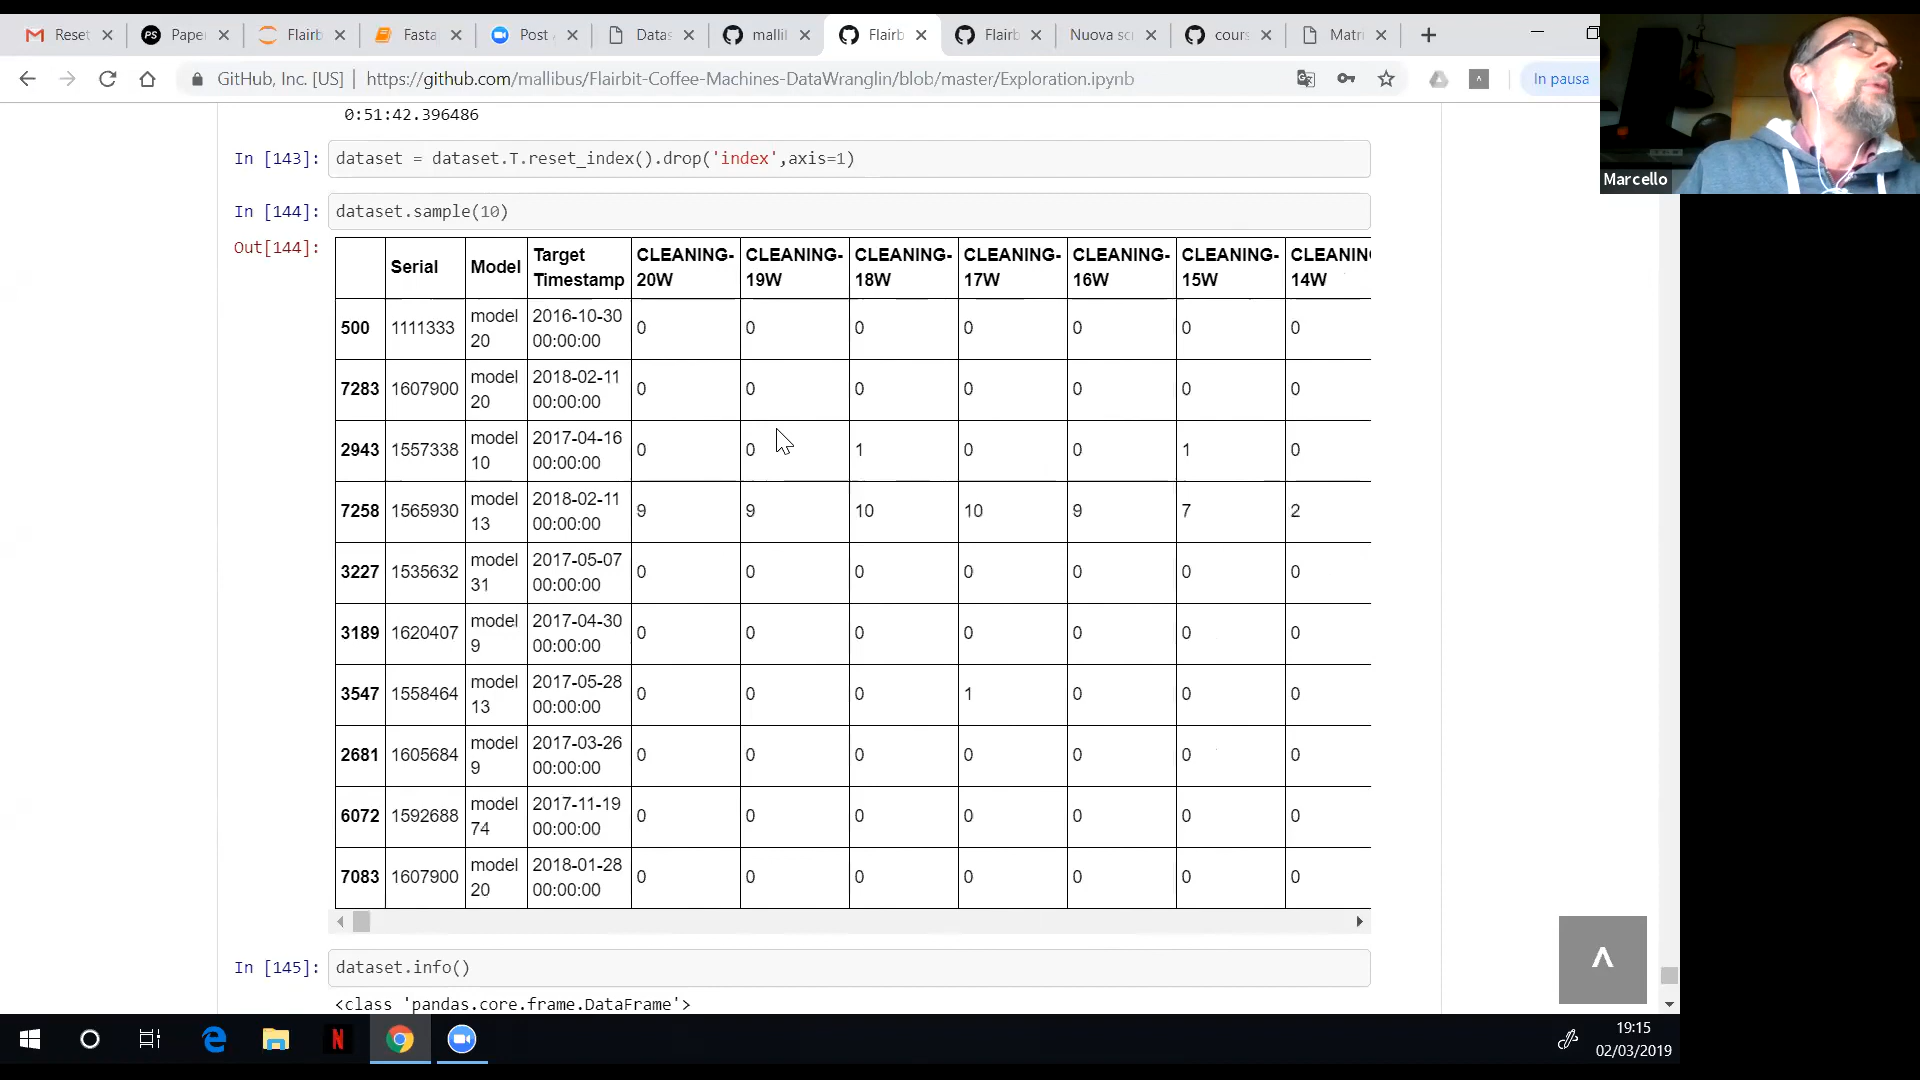 Reset
Pape
Flairb
Fasta
Post
Datas
mallil
Flairb
Flairb
Nuova sc
cours
Matri
GitHub, Inc. [US] | https://github.com/mallibus/Flairbit-Coffee-Machines-DataWranglin/blob/master/Exploration.ipynb
In pausa
Marcello
0:51:42.396486
In [143]: dataset = dataset.T.reset_index().drop('index',axis=1)
In [144]: dataset.sample(10)
Out[144]:
Serial Model Target Timestamp CLEANING-20W CLEANING-19W CLEANING-18W CLEANING-17W CLEANING-16W CLEANING-15W CLEANIN 14W
500 1111333 model 20 2016-10-30 00:00:00 0 0 0 0 0 0 0
7283 1607900 model 20 2018-02-11 00:00:00 0 0 0 0 0 0 0
2943 1557338 model 10 2017-04-16 00:00:00 0 0 1 0 0 1 0
7258 1565930 model 13 2018-02-11 00:00:00 9 9 10 10 9 7 2
3227 1535632 model 31 2017-05-07 00:00:00 0 0 0 0 0 0 0
3189 1620407 model 9 2017-04-30 00:00:00 0 0 0 0 0 0 0
3547 1558464 model 13 2017-05-28 00:00:00 0 0 0 1 0 0 0
2681 1605684 model 9 2017-03-26 00:00:00 0 0 0 0 0 0 0
6072 1592688 model 74 2017-11-19 00:00:00 0 0 0 0 0 0 0
7083 1607900 model 20 2018-01-28 00:00:00 0 0 0 0 0 0 0
In [145]: dataset.info()
<class 'pandas.core.frame.DataFrame'>
19:15
02/03/2019